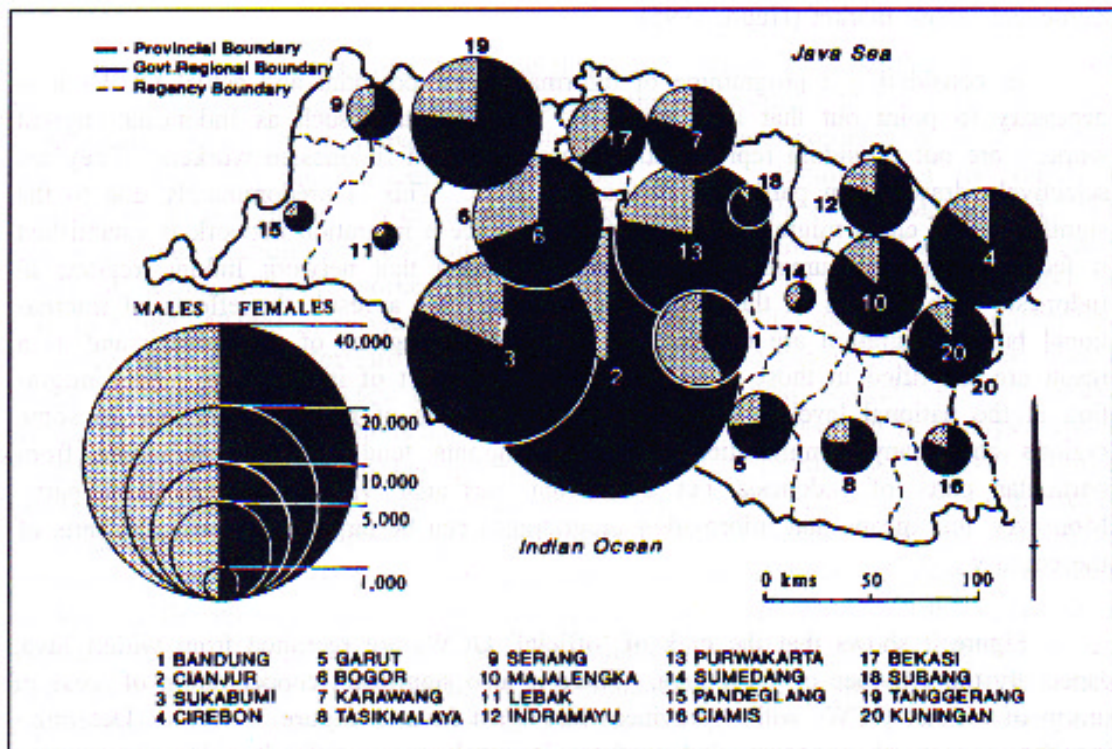 19
Java Sea
Provincial Boundary
Govt.Regional Boundary
Regency Boundary
9
17
7
18
12
15
11
6
6
13
14
4
10
MALES FEMALES
40,000
3
2
20
20
20,000
10,000
5
8
16
5,000
Indian Ocean
1,000
0 kms 50 100
1 BANDUNG 5 GARUT 9 SERANG 13 PURWAKARTA 17 BEKASI
2 CIANJUR 6 BOGOR 10 MAJALENGKA 14 SUMEDANG 18 SUBANG
3 SUKABUMI 7 KARAWANG 11 LEBAK 15 PANDEGLANG 19 TANGGERANG
4 CIREBON 8 TASIKMALAYA 12 INDRAMAYU 16 CIAMIS 20 KUNINGAN